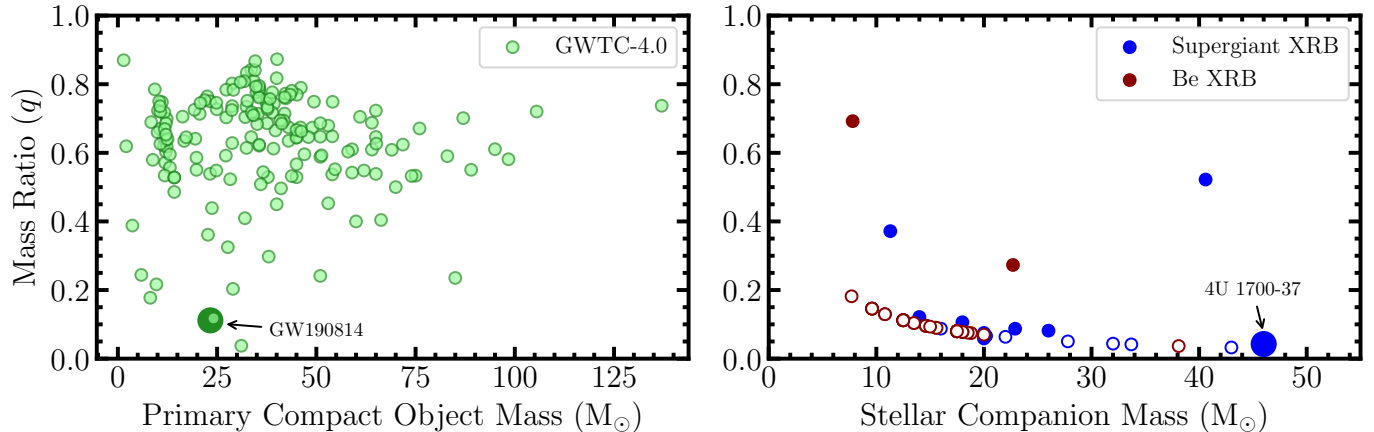 GWTC-4.0
GW190814
Mass Ratio (q)
0.0
0.2
0.4
0.6
0.8
1.0
0 25 50 75 100 125
Primary Compact Object Mass (M⊙)
Supergiant XRB
Be XRB
4U 1700-37
0.0
0.2
0.4
0.6
0.8
1.0
0 10 20 30 40 50
Stellar Companion Mass (M⊙)